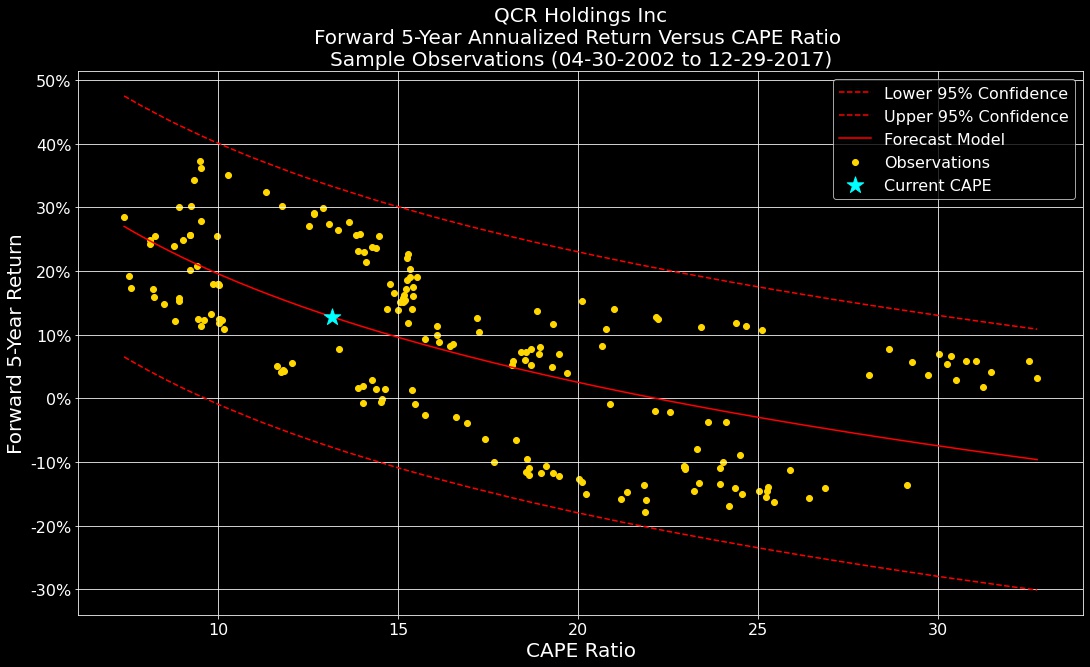 QCR Holdings Inc
Forward 5-Year Annualized Return Versus CAPE Ratio
Sample Observations (04-30-2002 to 12-29-2017)
Lower 95% Confidence
Upper 95% Confidence
Forecast Model
Observations
Current CAPE
Forward 5-Year Return
50%
40%
30%
20%
10%
0%
-10%
-20%
-30%
10
15
20
25
30
CAPE Ratio